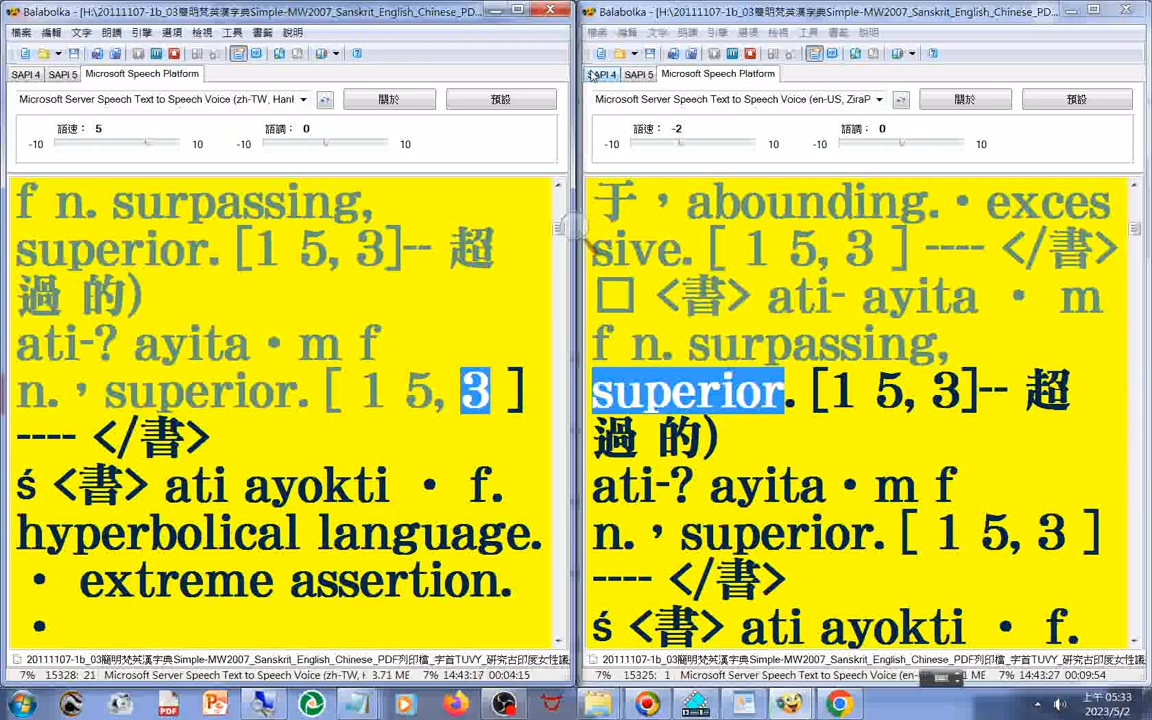 Balabolka - [H:\20111107-1b_03簡明梵英漢字典Simple-MW2007_Sanskrit_English_Chinese_PD...
檔案 編輯 文字 朗讀 引擎 選項 檢視 工具 書籤 說明
SAPI 4 SAPI 5 Microsoft Speech Platform
Microsoft Server Speech Text to Speech Voice (zh-TW, Hanl
關於 預設
語速： 5 語調： 0
-10 10 -10 10
f n. surpassing,
superior. [1 5, 3]-- 超
過 的)
ati-? ayita • m f
n. , superior. [ 1 5, 3 ]
---- </書>
ś <書> ati ayokti • f.
hyperbolical language.
• extreme assertion.
•
20111107-1b_03簡明梵英漢字典Simple-MW2007_Sanskrit_English_Chinese_PDF列印檔_字首TUVY_研究古印度女性議
7% 15328: 21 Microsoft Server Speech Text to Speech Voice (zh-TW, H 3.71 ME 7% 14:43:17 00:04:15
Balabolka - [H:\20111107-1b_03簡明梵英漢字典Simple-MW2007_Sanskrit_English_Chinese_PDF...
檔案 編輯 文字 朗讀 引擎 選項 檢視 工具 書籤 說明
SAPI 4 SAPI 5 Microsoft Speech Platform
Microsoft Server Speech Text to Speech Voice (en-US, ZiraP
關於 預設
語速： -2 語調： 0
-10 10 -10 10
于，abounding. • exces
sive. [ 1 5, 3 ] ---- </書>
□ <書> ati- ayita • m
f n. surpassing,
superior. [1 5, 3]-- 超
過 的)
ati-? ayita • m f
n. , superior. [ 1 5, 3 ]
---- </書>
ś <書> ati ayokti • f.
20111107-1b_03簡明梵英漢字典Simple-MW2007_Sanskrit_English_Chinese_PDF列印檔_字首TUVY_研究古印度女性議
7% 15325: 1 Microsoft Server Speech Text to Speech Voice (en-U 1 ME 7% 14:43:27 00:09:54
上午 05:33
2023/5/2